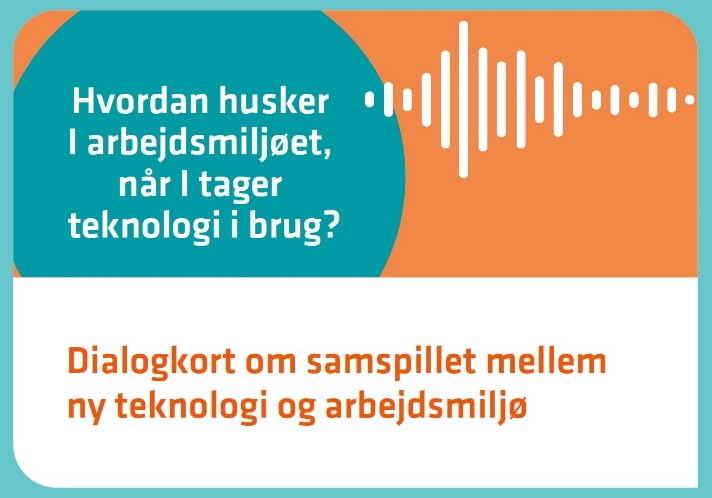 Hvordan husker
I arbejdsmiljøet,
når I tager
teknologi i brug?
Dialogkort om samspillet mellem
ny teknologi og arbejdsmiljø